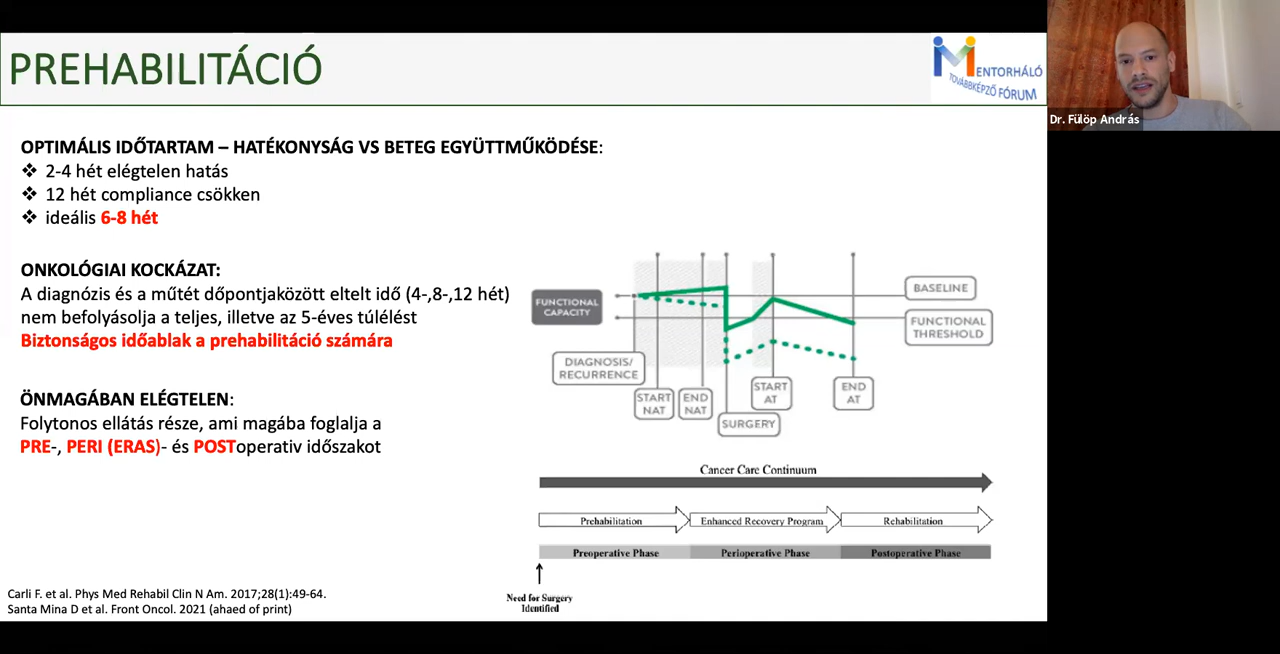 PREHABILITÁCIÓ
MENTORHÁLÓ
TOVÁBBKÉPZŐ FÓRUM
Dr. Fülöp András
OPTIMÁLIS IDŐTARTAM – HATÉKONYSÁG VS BETEG EGYÜTTMŰKÖDÉSE:
❖ 2-4 hét elégtelen hatás
❖ 12 hét compliance csökken
❖ ideális 6-8 hét
ONKOLÓGIAI KOCKÁZAT:
A diagnózis és a műtét dőpontjaközött eltelt idő (4-,8-,12 hét)
nem befolyásolja a teljes, illetve az 5-éves túlélést
Biztonságos időablak a prehabilitáció számára
ÖNMAGÁBAN ELÉGTELEN:
Folytonos ellátás része, ami magába foglalja a
PRE-, PERI (ERAS)- és POSToperativ időszakot
FUNCTIONAL
CAPACITY
BASELINE
FUNCTIONAL
THRESHOLD
DIAGNOSIS/
RECURRENCE
START
NAT
END
NAT
SURGERY
START
AT
END
AT
Cancer Care Continuum
Prehabilitation
Enhanced Recovery Program
Rehabilitation
Preoperative Phase
Perioperative Phase
Postoperative Phase
Need for Surgery
Identified
Carli F. et al. Phys Med Rehabil Clin N Am. 2017;28(1):49-64.
Santa Mina D et al. Front Oncol. 2021 (ahaed of print)